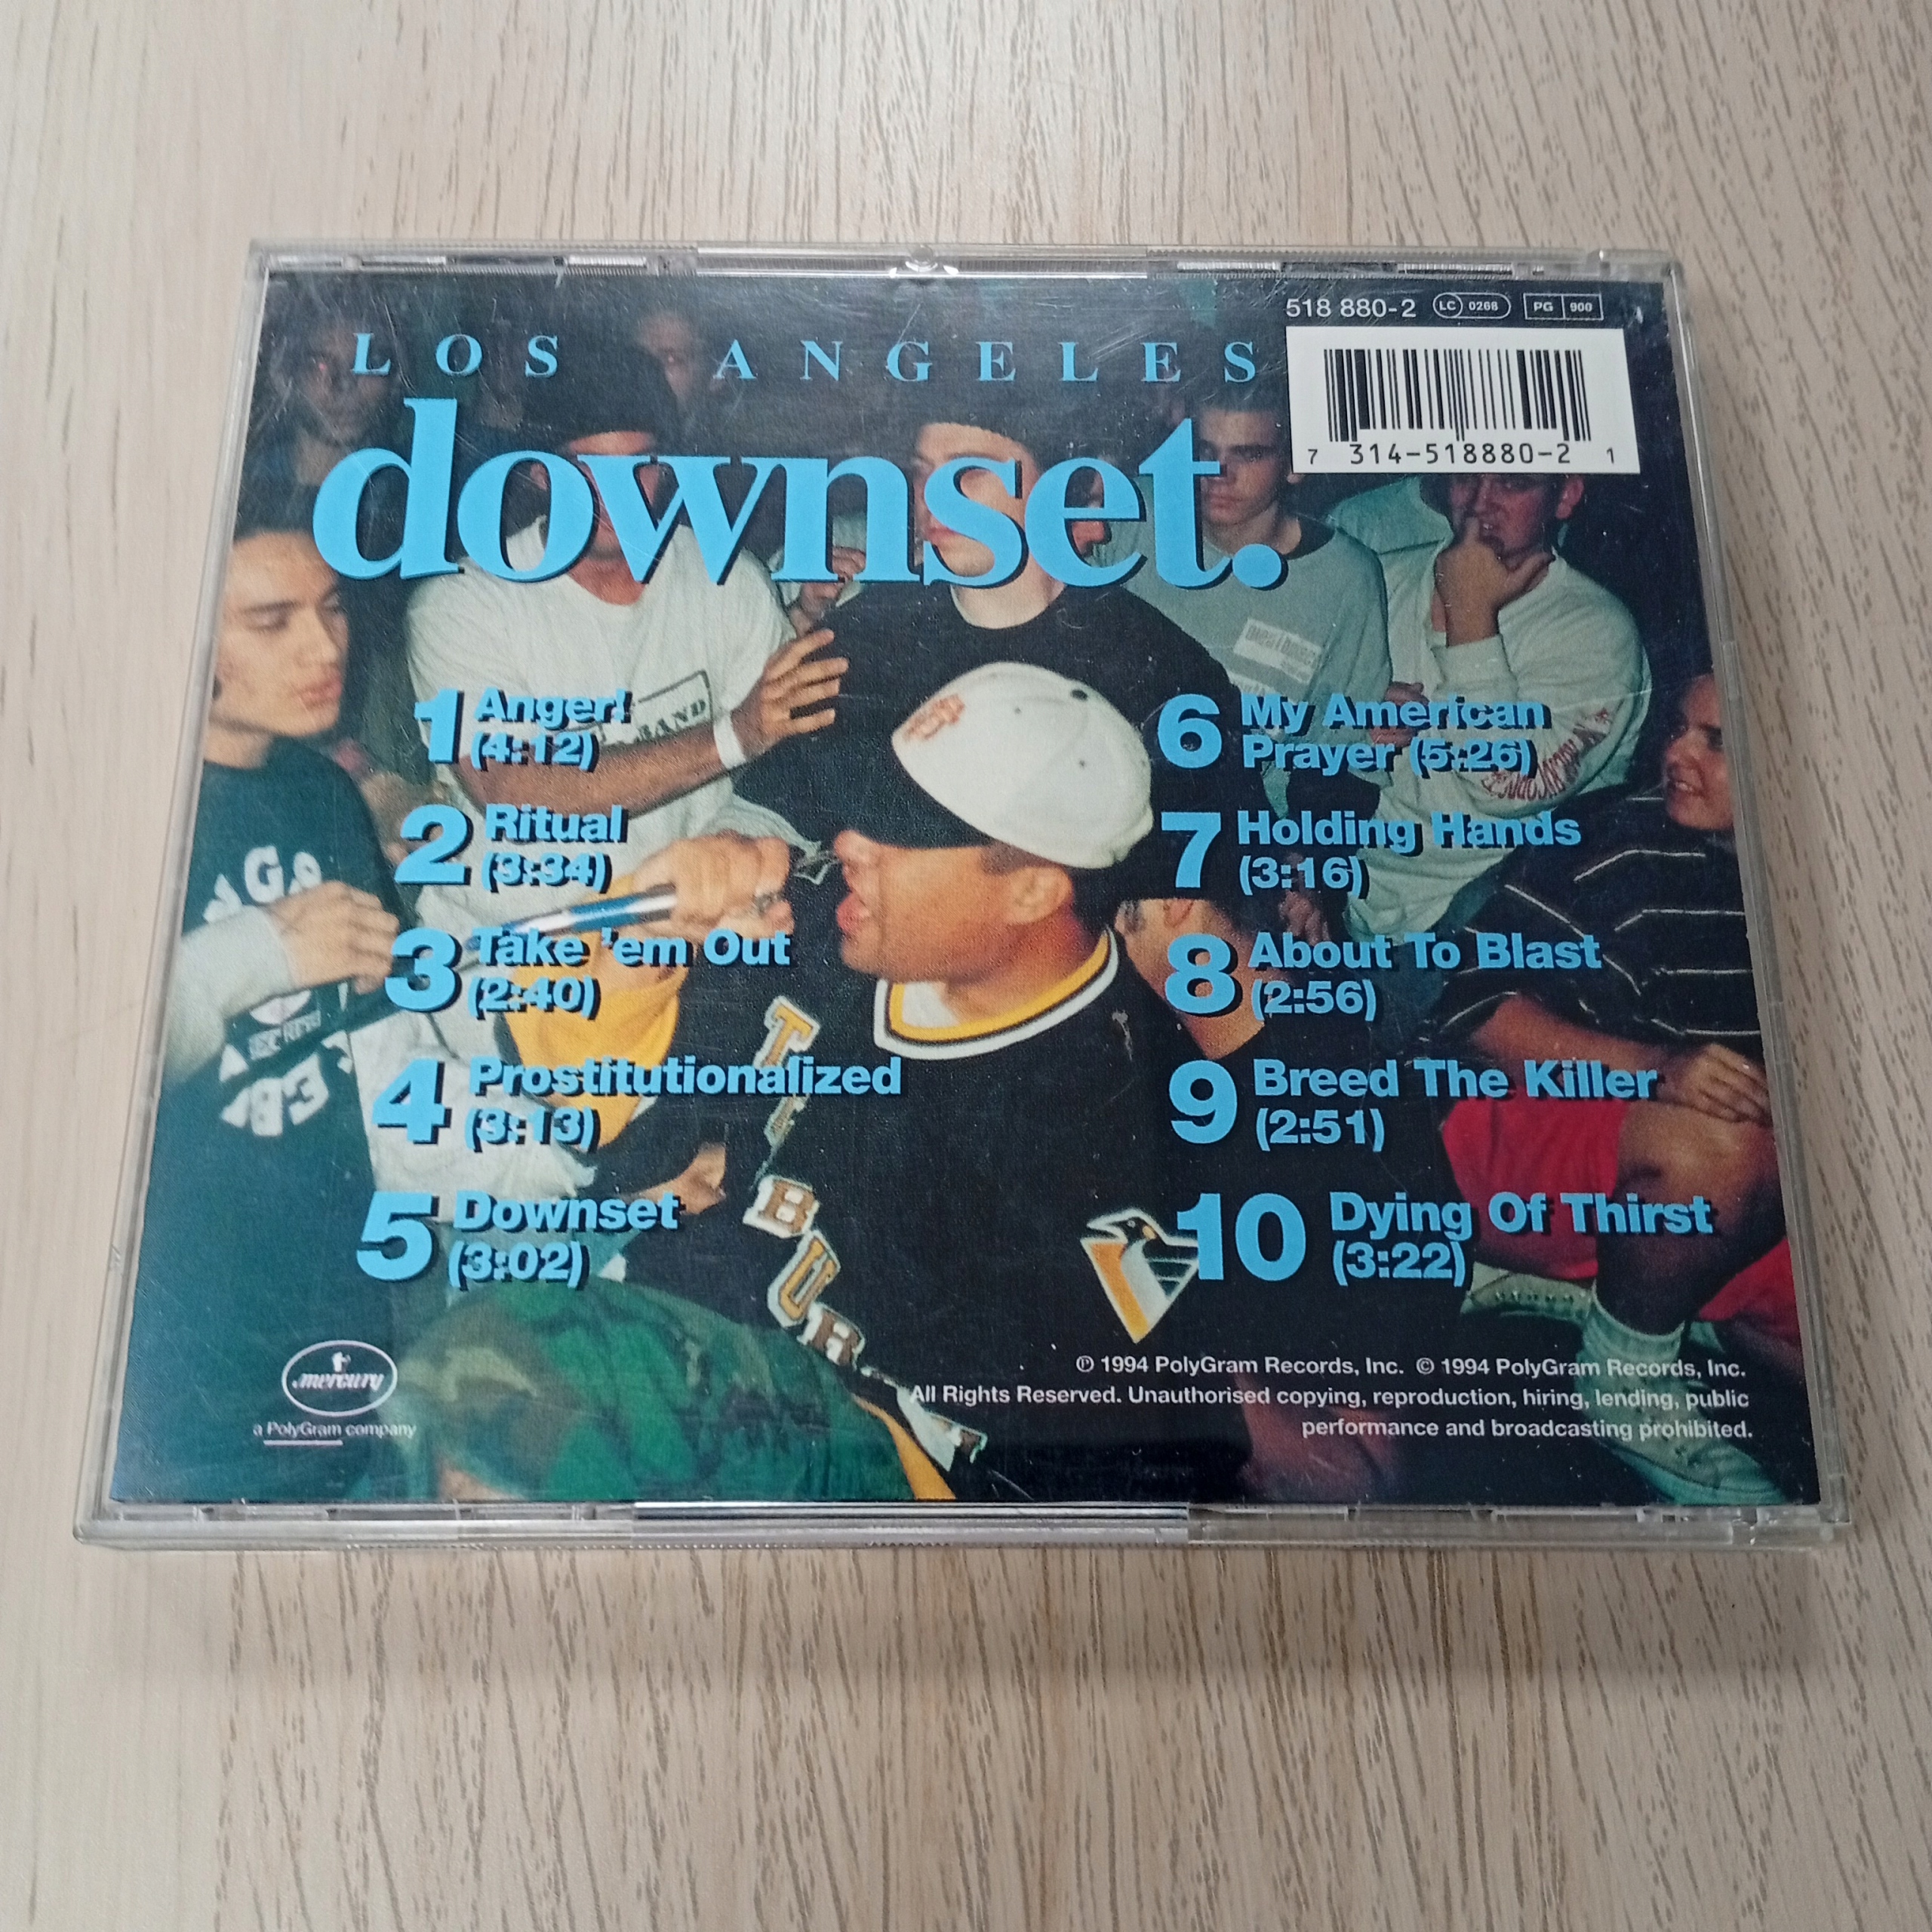 518 880-2 LC 0268 PG 900
LOS ANGELES
7 314-518880-2 1
downset.
1 Anger!
(4:12)
2 Ritual
(3:34)
3 Take 'em Out
(2:40)
4 Prostitutionalized
(3:13)
5 Downset
(3:02)
6 My American
Prayer (5:26)
7 Holding Hands
(3:16)
8 About To Blast
(2:56)
9 Breed The Killer
(2:51)
10 Dying Of Thirst
(3:22)
BAND
mercury
a PolyGram company
℗ 1994 PolyGram Records, Inc. © 1994 PolyGram Records, Inc.
All Rights Reserved. Unauthorised copying, reproduction, hiring, lending, public
performance and broadcasting prohibited.